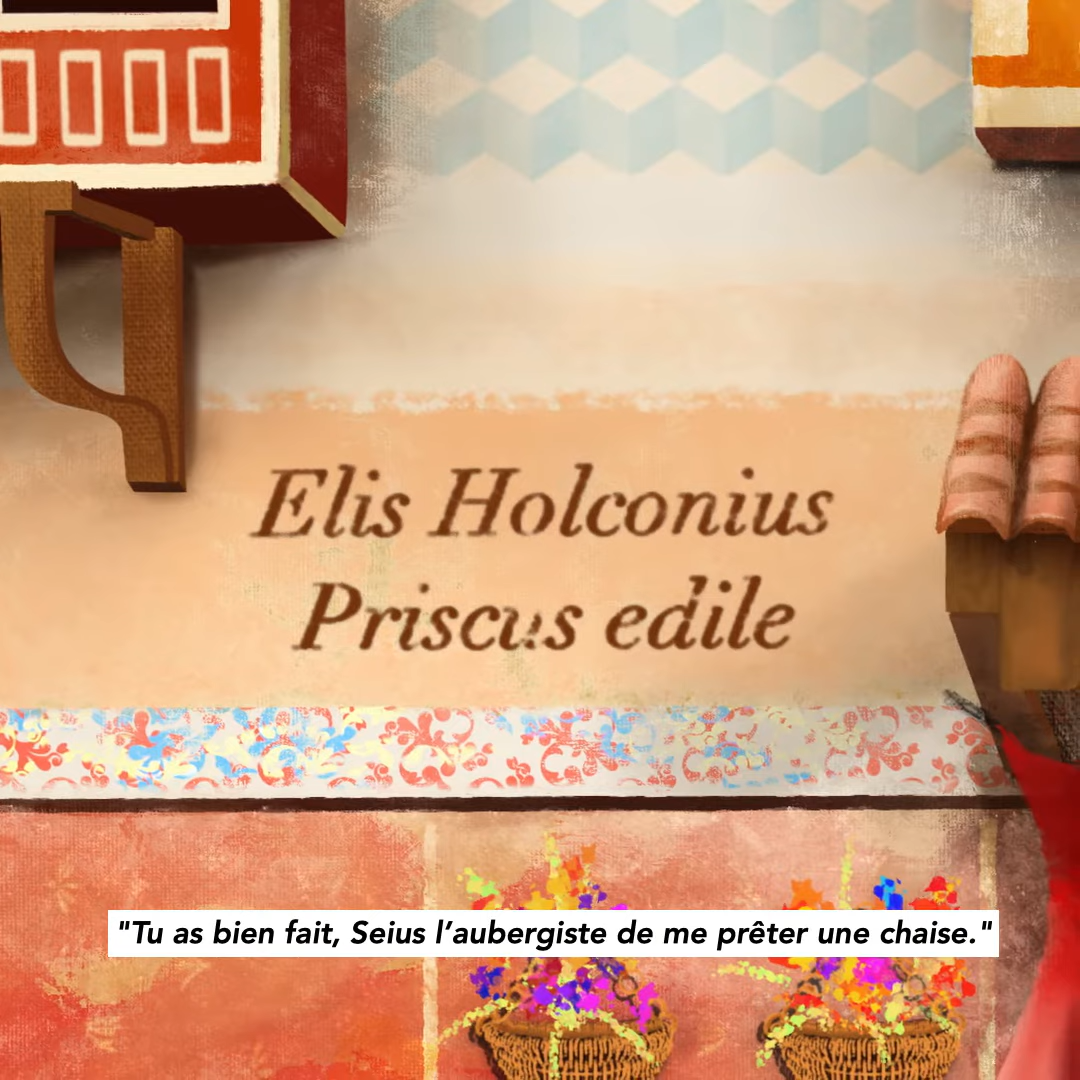 Elis Holconius
Priscus edile
"Tu as bien fait, Seius l’aubergiste de me prêter une chaise."